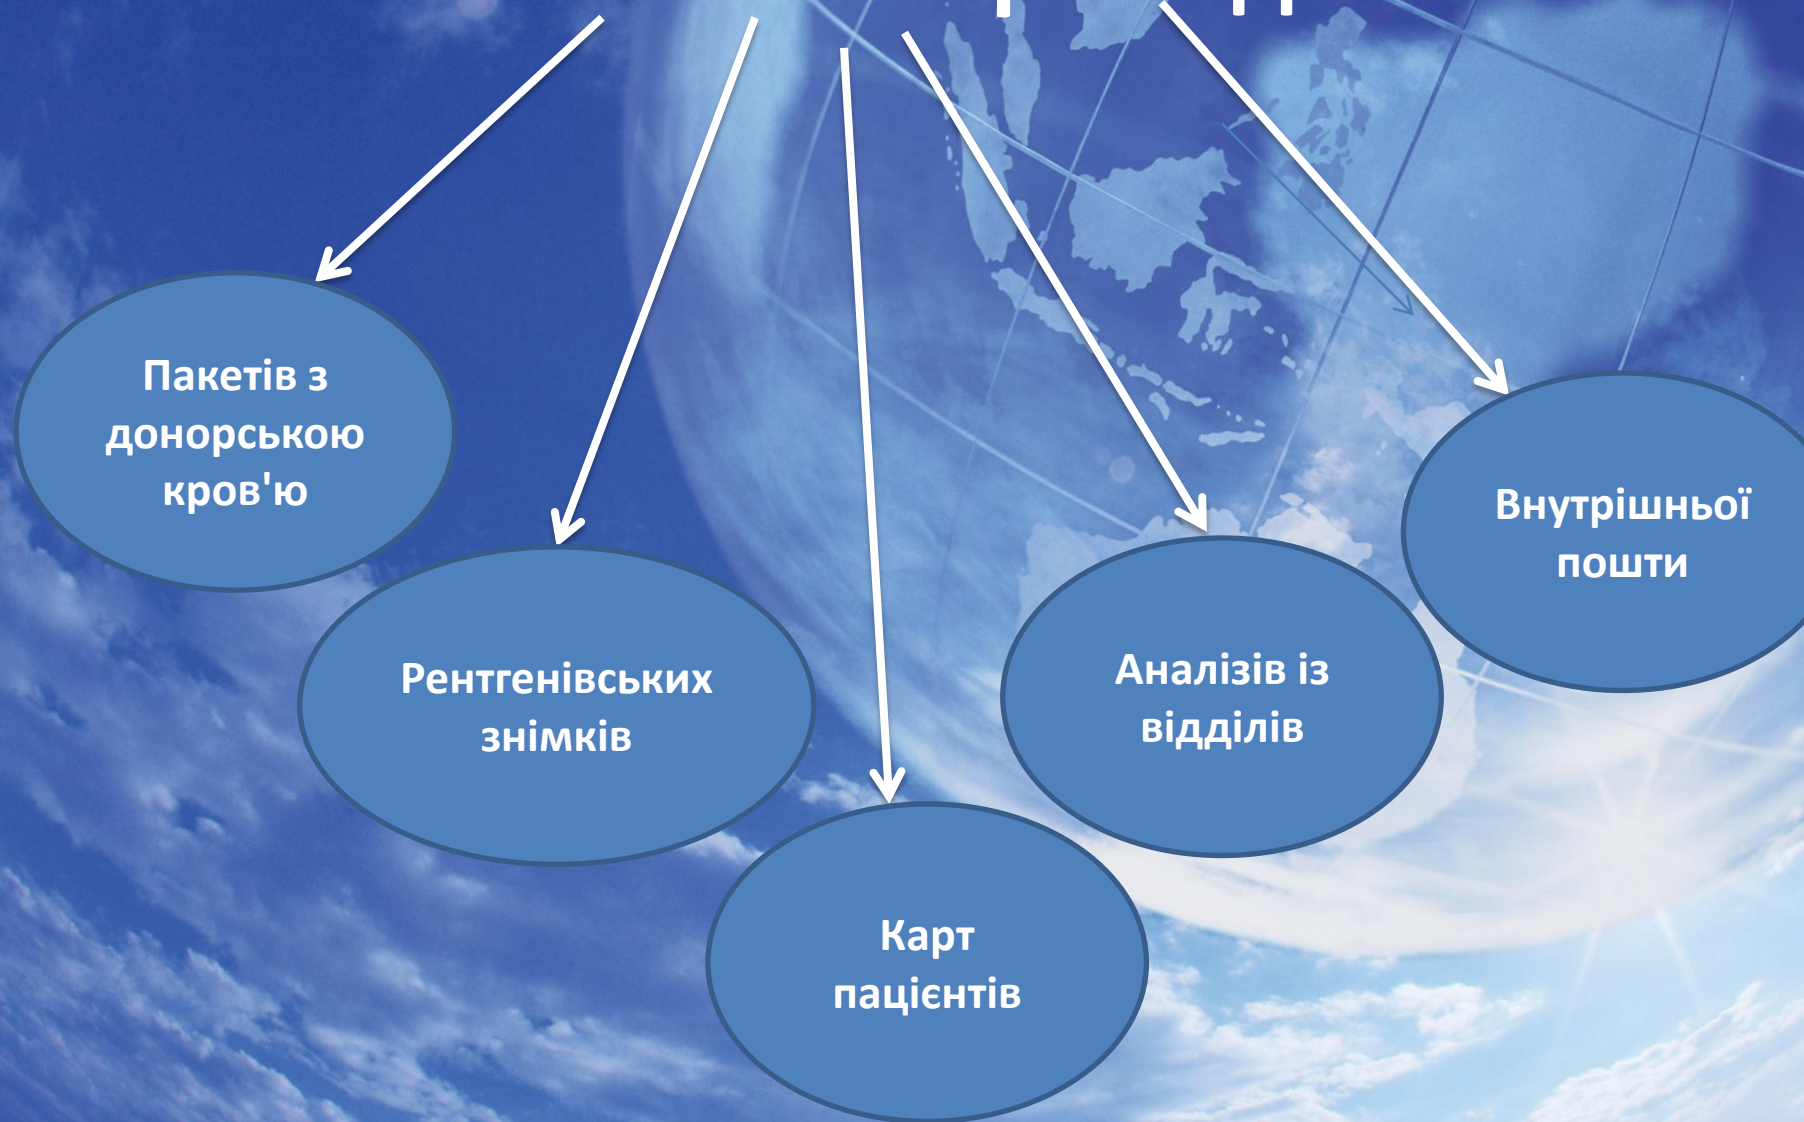 Пакетів з
донорською
кров'ю
Рентгенівських
знімків
Карт
пацієнтів
Аналізів із
відділів
Внутрішньої
пошти